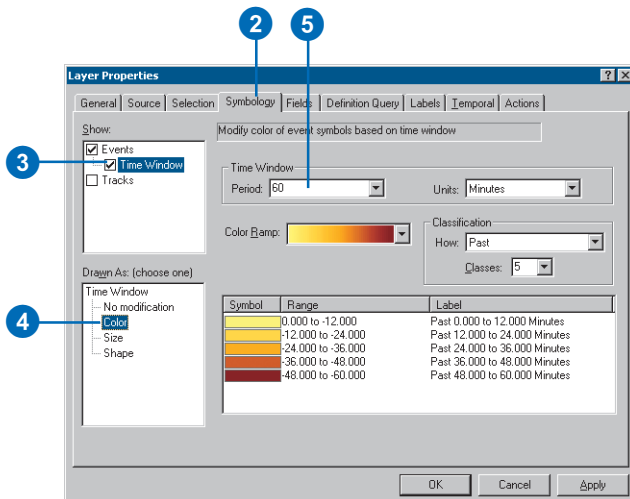 2 5
Layer Properties
General Source Selection Symbology Fields Definition Query Labels Temporal Actions
Show:
Events
Time Window
Tracks
3
Modify color of event symbols based on time window
Time Window
Period: 60 Units: Minutes
Color Ramp:
Classification
How: Past
Classes: 5
Drawn As: (choose one)
Time Window
No modification
Color
Size
Shape
4
Symbol Range Label
0.000 to -12.000 Past 0.000 to 12.000 Minutes
-12.000 to -24.000 Past 12.000 to 24.000 Minutes
-24.000 to -36.000 Past 24.000 to 36.000 Minutes
-36.000 to -48.000 Past 36.000 to 48.000 Minutes
-48.000 to -60.000 Past 48.000 to 60.000 Minutes
OK Cancel Apply